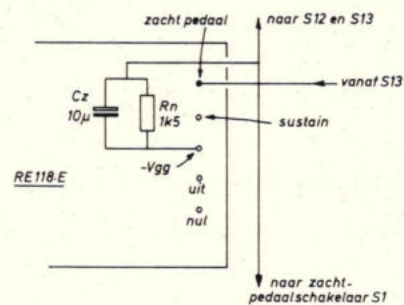 naar S12 en S13
zacht pedaal
vanaf S13
Cz
10µ
Rn
1k5
sustain
-Vgg
RE118-E
uit
nul
naar zacht-
pedaalschakelaar S1